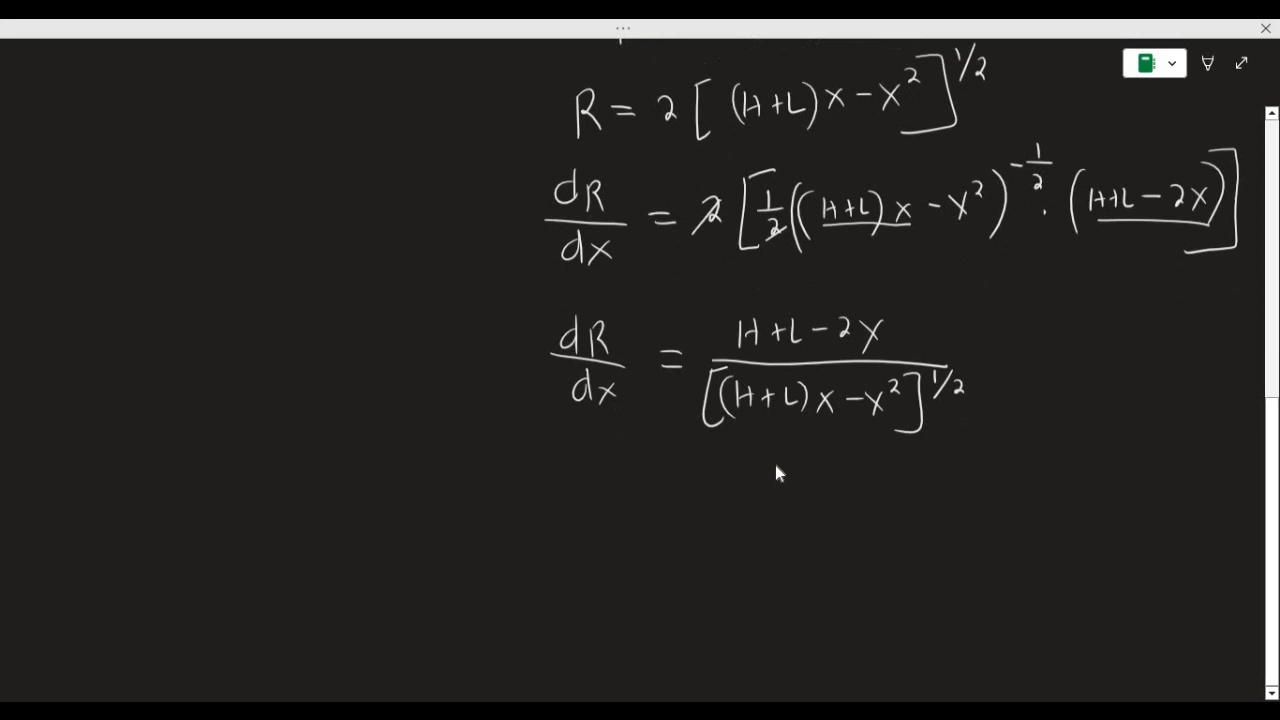 R = 2 [ (H+L)x - x² ]^1/2
dR/dx = 2 [ 1/2 ((H+L)x - x²)^-1/2 . (H+L - 2x) ]
dR/dx = H+L - 2x / [(H+L)x - x²]^1/2